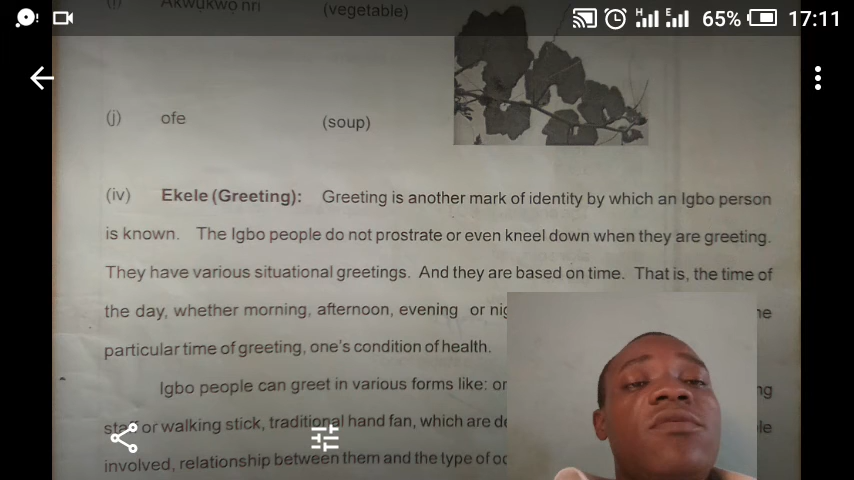 H E 65% 17:11
(i) Akwụkwọ nri (vegetable)
(j) ofe (soup)
(iv) Ekele (Greeting): Greeting is another mark of identity by which an Igbo person
is known. The Igbo people do not prostrate or even kneel down when they are greeting.
They have various situational greetings. And they are based on time. That is, the time of
the day, whether morning, afternoon, evening or
particular time of greeting, one's condition of health.
Igbo people can greet in various forms like:
or walking stick, traditional hand fan, which are
involved, relationship between them and the type of